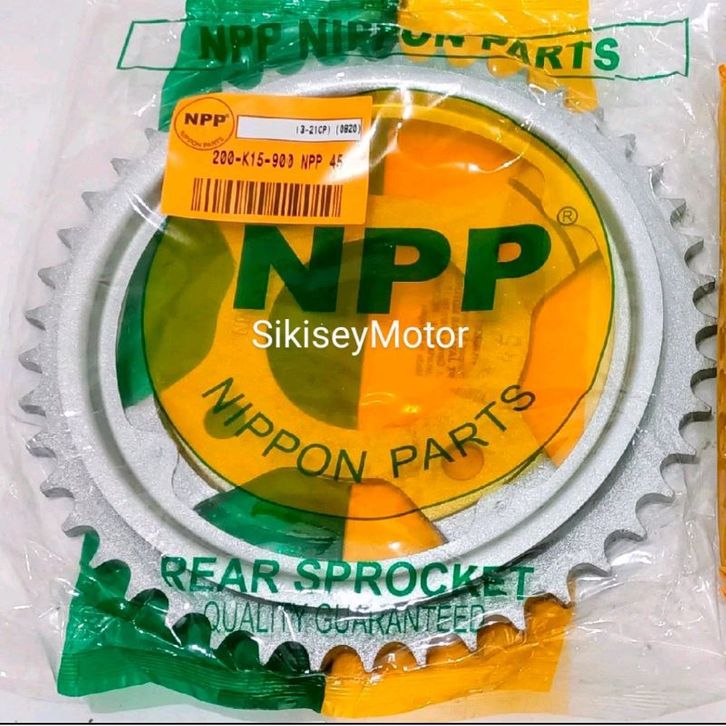 NPP NIPPON PARTS
NPP®
NIPPON PARTS
(3-21CP) (0820)
200-K15-900 NPP 45
NPP®
SikiseyMotor
NIPPON PARTS
REAR SPROCKET
QUALITY GUARANTEED